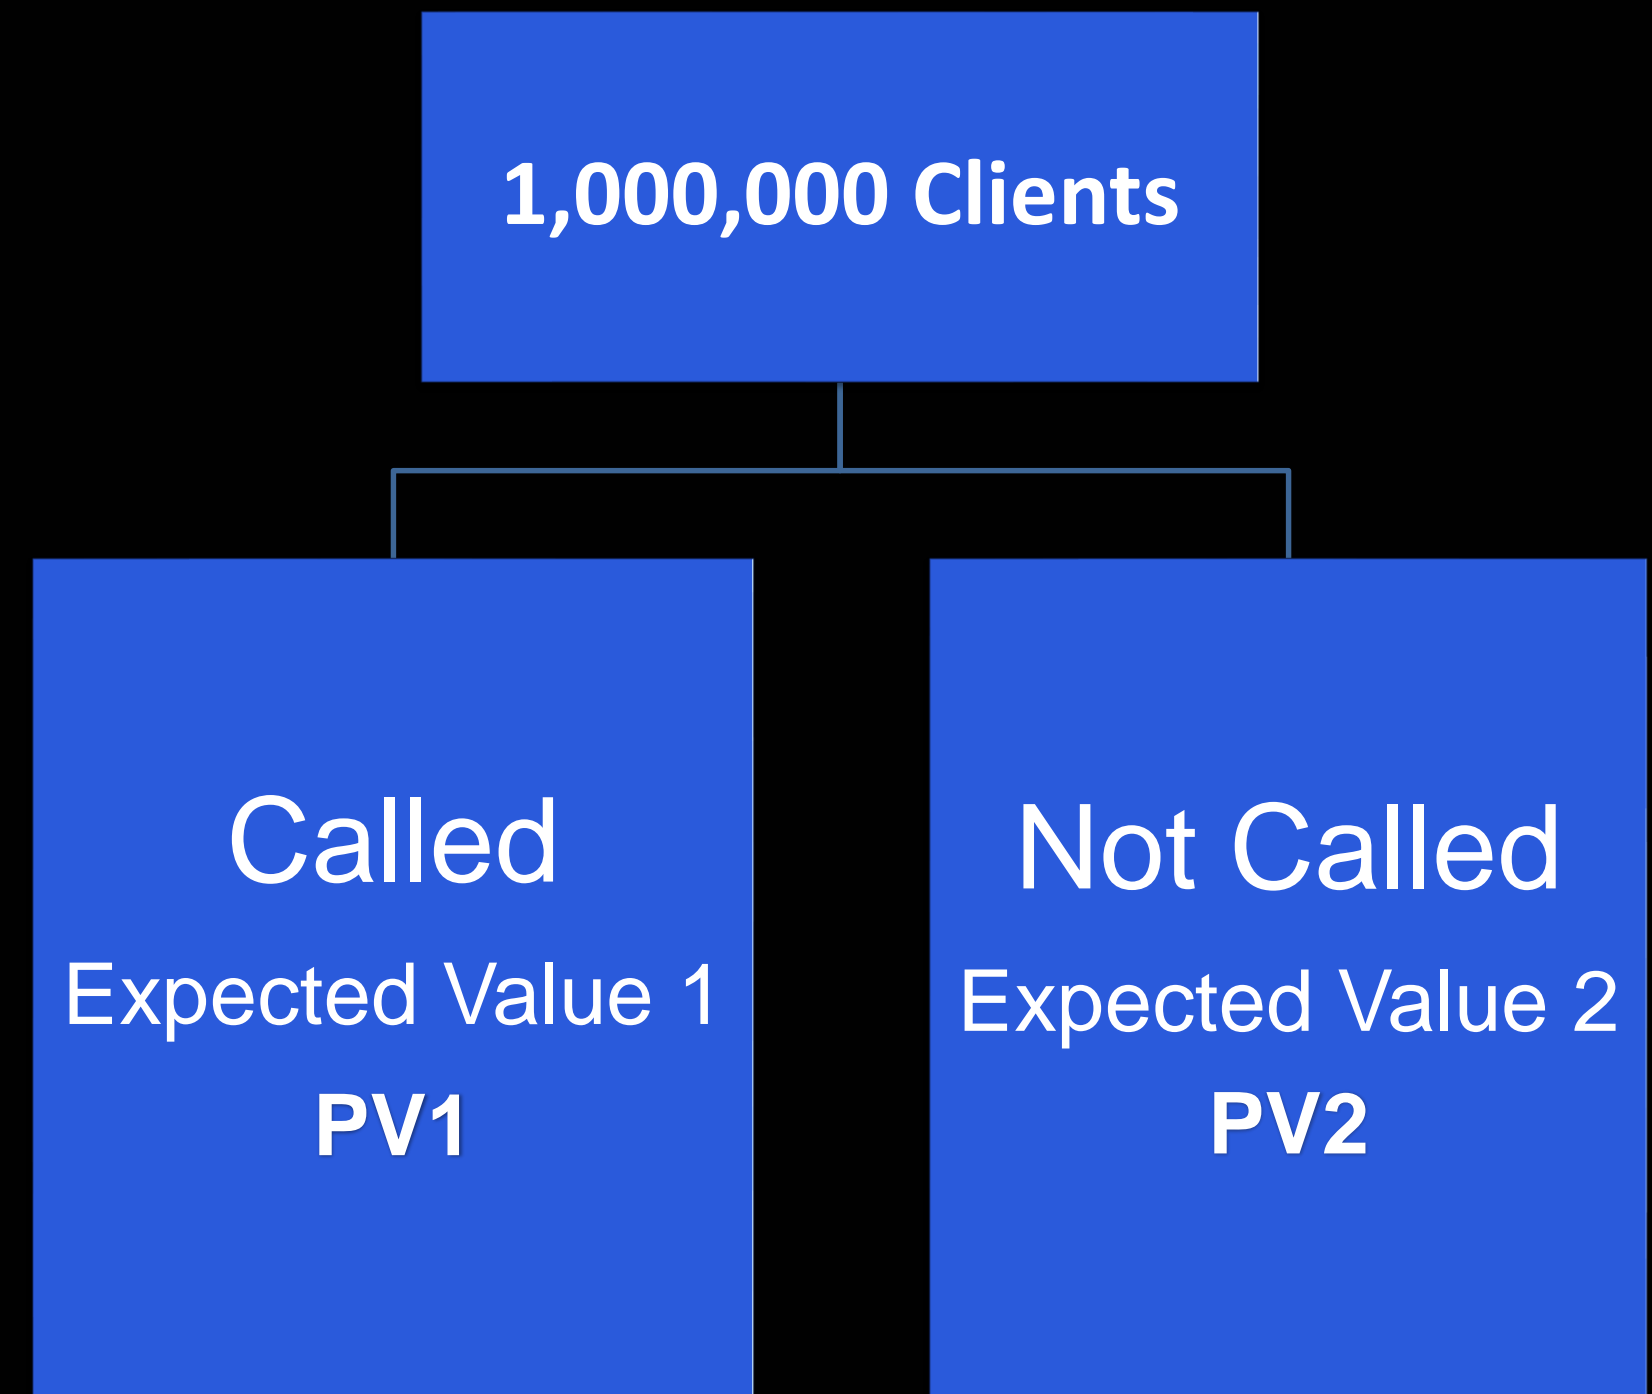 1,000,000 Clients
Called
Expected Value 1
PV1
Not Called
Expected Value 2
PV2